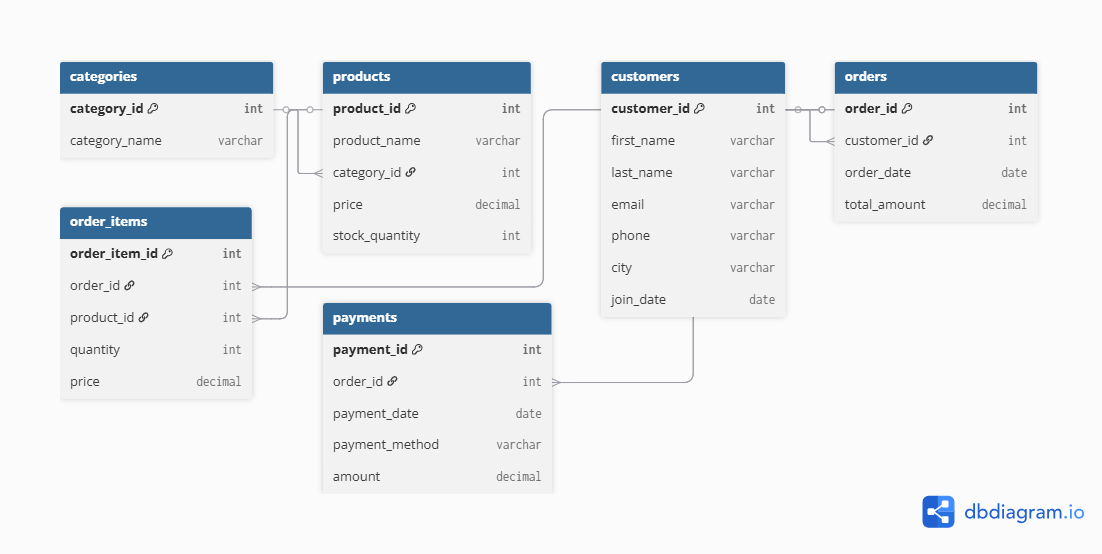 categories
category_id int
category_name varchar
products
product_id int
product_name varchar
category_id int
price decimal
stock_quantity int
customers
customer_id int
first_name varchar
last_name varchar
email varchar
phone varchar
city varchar
join_date date
orders
order_id int
customer_id int
order_date date
total_amount decimal
order_items
order_item_id int
order_id int
product_id int
quantity int
price decimal
payments
payment_id int
order_id int
payment_date date
payment_method varchar
amount decimal
dbdiagram.io